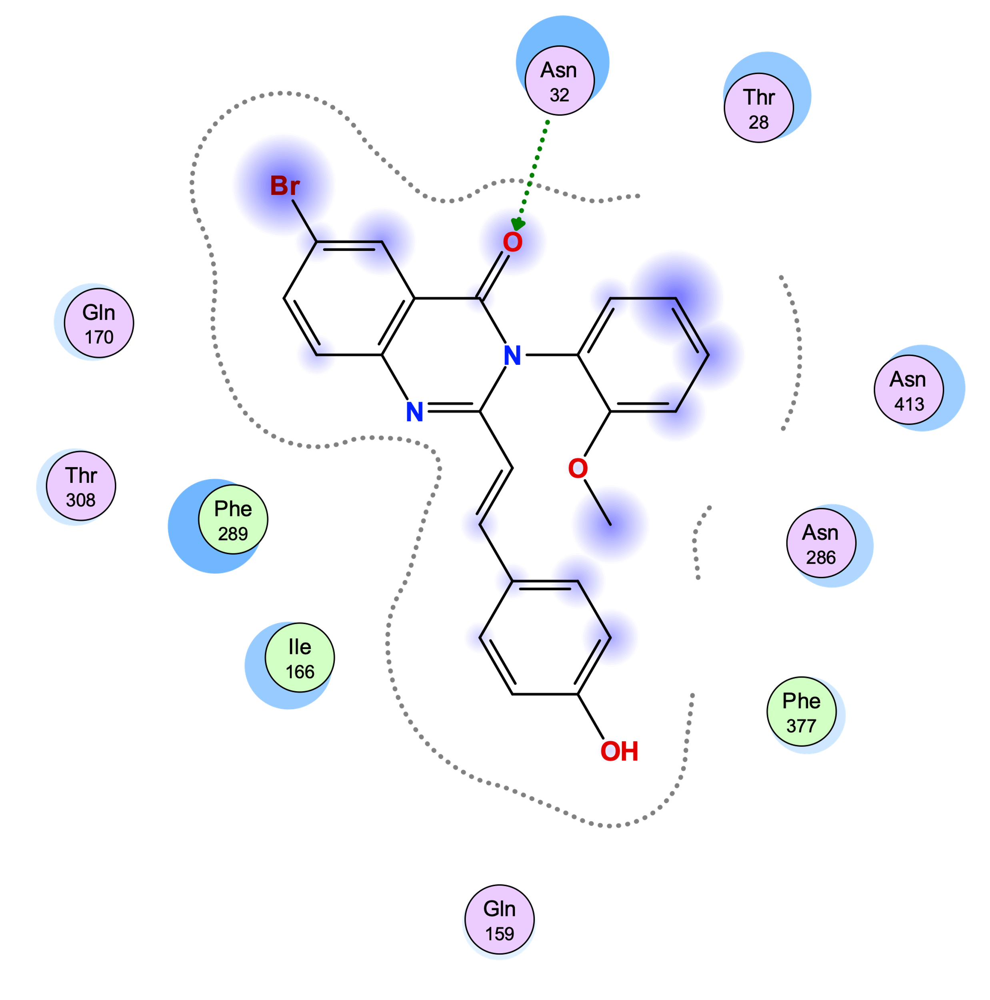 Asn
32
Thr
28
Br
O
Gln
170
N
Asn
413
N
Thr
308
O
Phe
289
Asn
286
Ile
166
Phe
377
OH
Gln
159